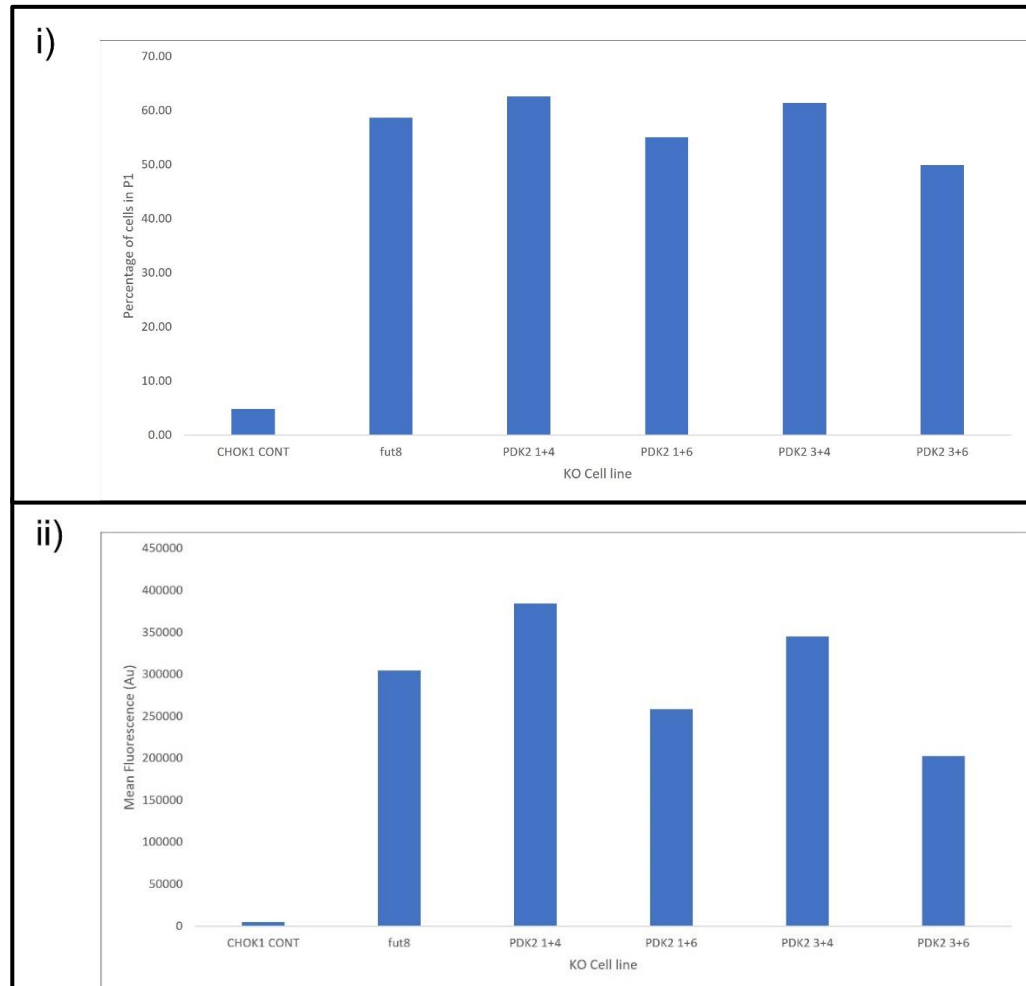 i)
Percentage of cells in P1
70.00
60.00
50.00
40.00
30.00
20.00
10.00
0.00
CHOK1 CONT fut8 PDK2 1+4 PDK2 1+6 PDK2 3+4 PDK2 3+6
KO Cell line
ii)
Mean Fluorescence (Au)
450000
400000
350000
300000
250000
200000
150000
100000
50000
0
CHOK1 CONT fut8 PDK2 1+4 PDK2 1+6 PDK2 3+4 PDK2 3+6
KO Cell line